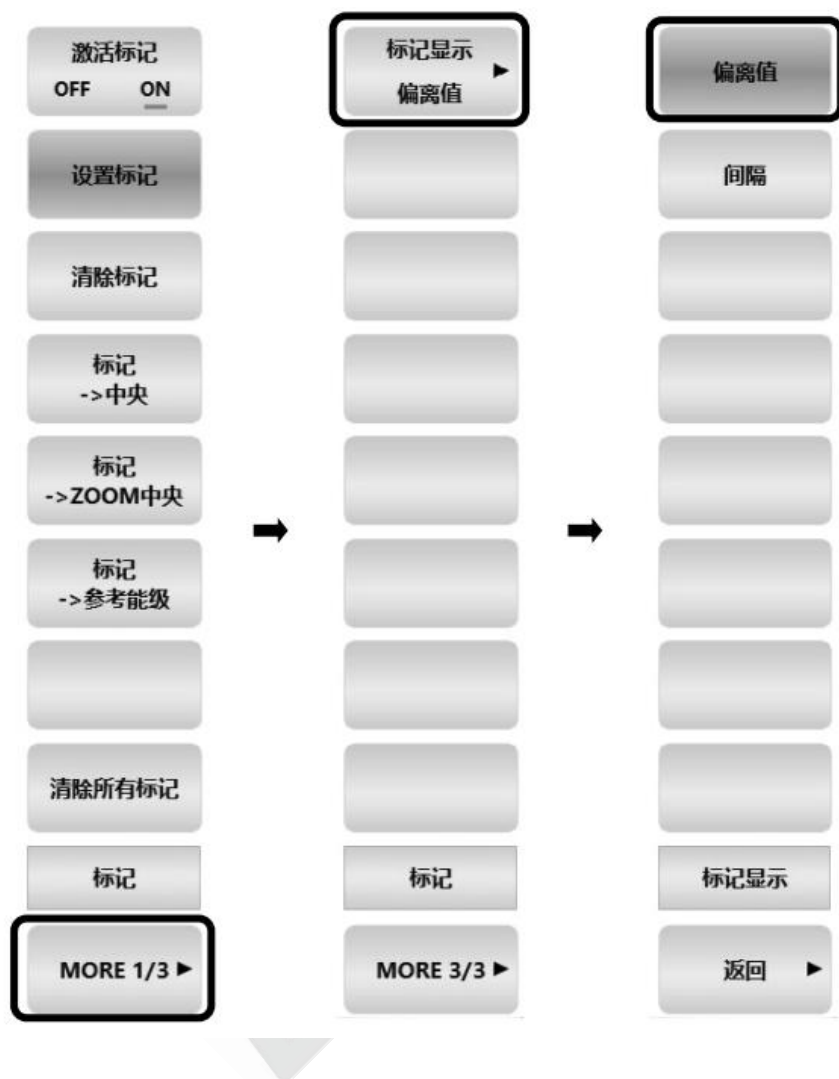 激活标记
OFF ON
设置标记
清除标记
标记
->中央
标记
->ZOOM中央
标记
->参考能级
清除所有标记
标记
MORE 1/3
标记显示
偏离值
标记
MORE 3/3
偏离值
间隔
标记显示
返回